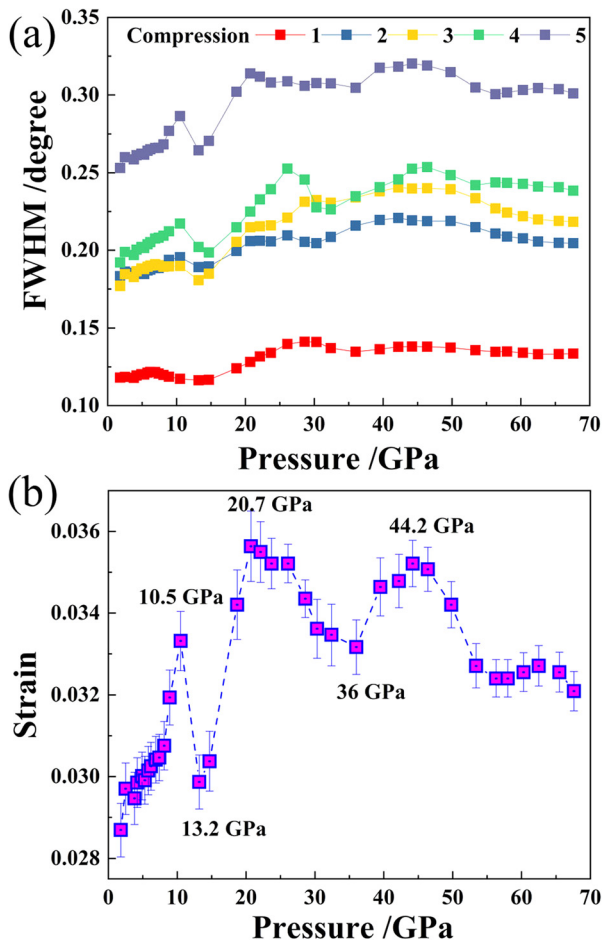 (a)
Compression 1 2 3 4 5
FWHM /degree
0.35
0.30
0.25
0.20
0.15
0.10
0 10 20 30 40 50 60 70
Pressure /GPa
(b)
Strain
0.036
0.034
0.032
0.030
0.028
20.7 GPa
44.2 GPa
10.5 GPa
36 GPa
13.2 GPa
0 10 20 30 40 50 60 70
Pressure /GPa